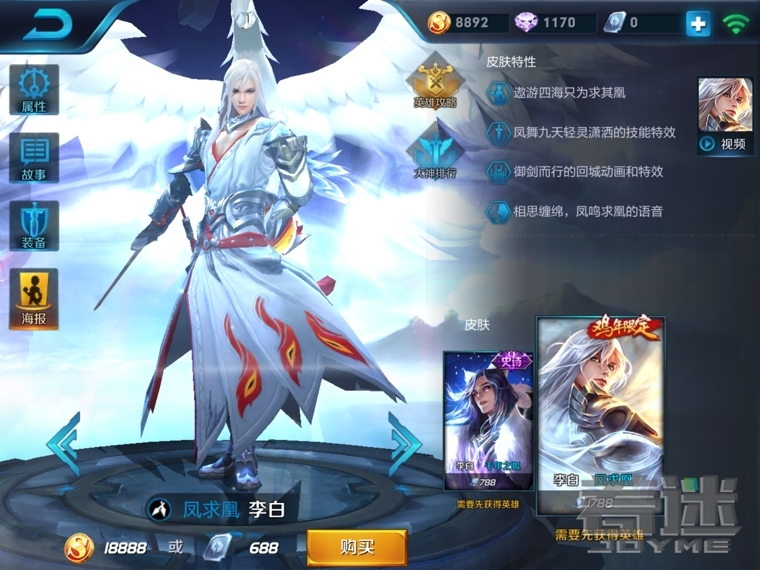 8892 1170 0
属性
故事
装备
海报
英雄攻略
大神排行
皮肤特性
遨游四海只为求其凰
凤舞九天轻灵潇洒的技能特效
御剑而行的回城动画和特效
相思缠绵，凤鸣求凰的语音
视频
皮肤
史诗
李白 千年之狐
788
需要先获得英雄
鸡年限定
李白 凤求凰
1788
需要先获得英雄
凤求凰 李白
18888 或 688
购买
着迷
JOYME